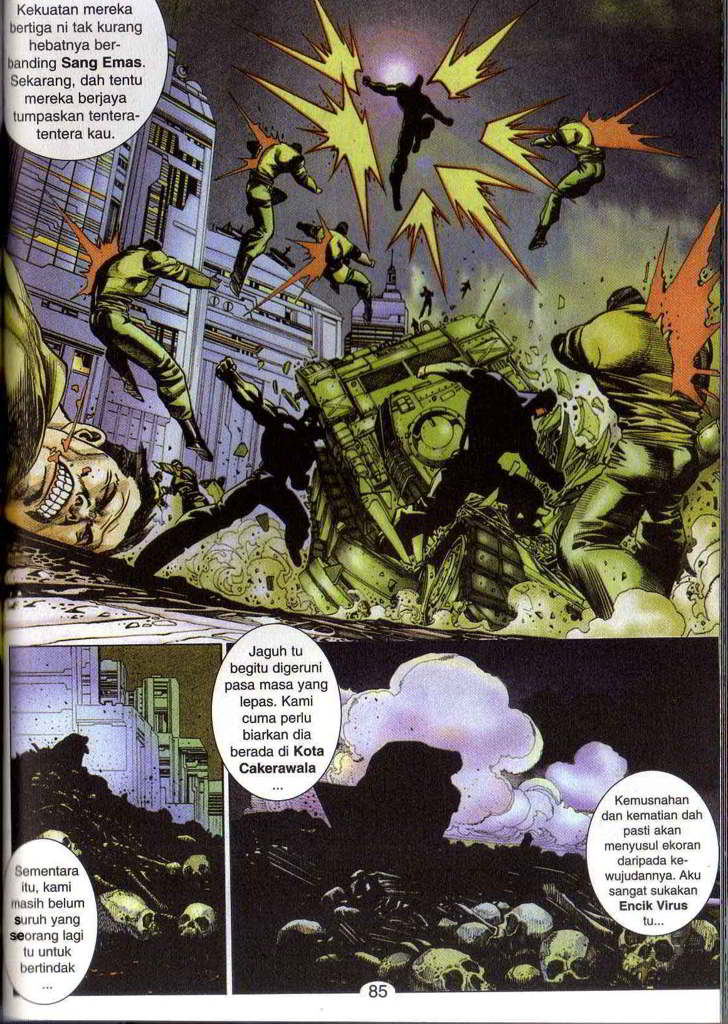 Kekuatan mereka
bertiga ni tak kurang
hebatnya ber-
banding Sang Emas.
Sekarang, dah tentu
mereka berjaya
tumpaskan tentera-
tentera kau.
Sementara
itu, kami
masih belum
suruh yang
seorang lagi
tu untuk
bertindak
...
Jaguh tu
begitu digeruni
pasa masa yang
lepas. Kami
cuma perlu
biarkan dia
berada di Kota
Cakerawala
...
Kemusnahan
dan kematian dah
pasti akan
menyusul ekoran
daripada ke-
wujudannya. Aku
sangat sukakan
Encik Virus
tu...
85